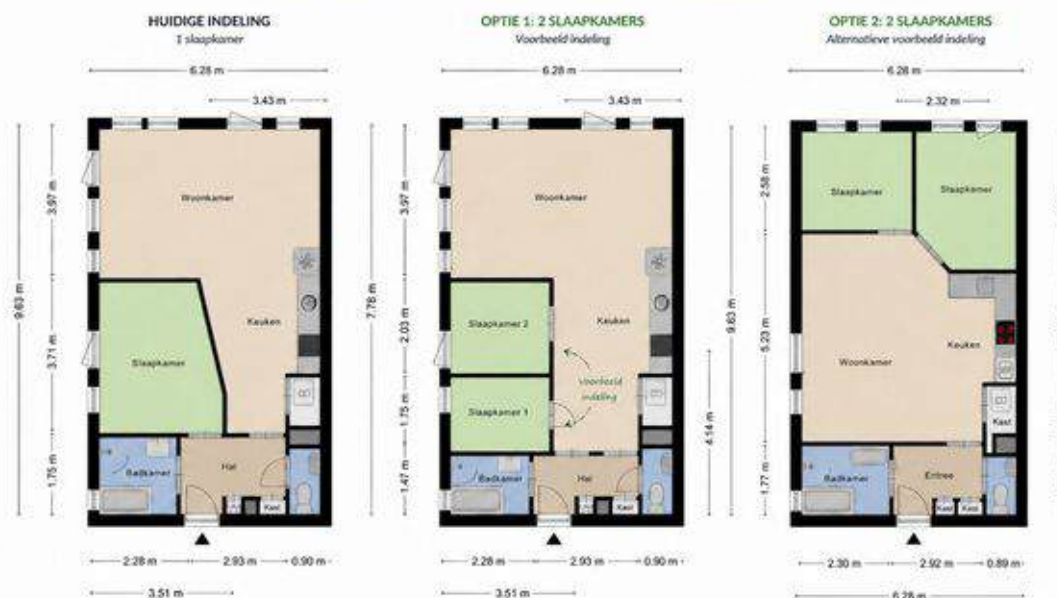 HUIDIGE INDELING
1 slaapkamer
6.28 m
3.43 m
9.63 m
3.97 m
3.71 m
1.75 m
Woonkamer
Keuken
Slaapkamer
Badkamer
Hal
Kast
2.28 m
2.93 m
0.90 m
3.51 m
OPTIE 1: 2 SLAAPKAMERS
Voorbeeld indeling
6.28 m
3.43 m
7.78 m
3.97 m
2.03 m
1.75 m
1.47 m
Woonkamer
Slaapkamer 2
Keuken
Voorbeeld
indeling
Slaapkamer 1
Badkamer
Hal
Kast
4.14 m
2.28 m
2.93 m
0.90 m
3.51 m
OPTIE 2: 2 SLAAPKAMERS
Alternatieve voorbeeld indeling
6.28 m
2.32 m
9.63 m
2.58 m
5.23 m
1.77 m
Slaapkamer
Slaapkamer
Woonkamer
Keuken
Kast
Badkamer
Entree
Kast
Kast
2.30 m
2.92 m
0.89 m
6.28 m